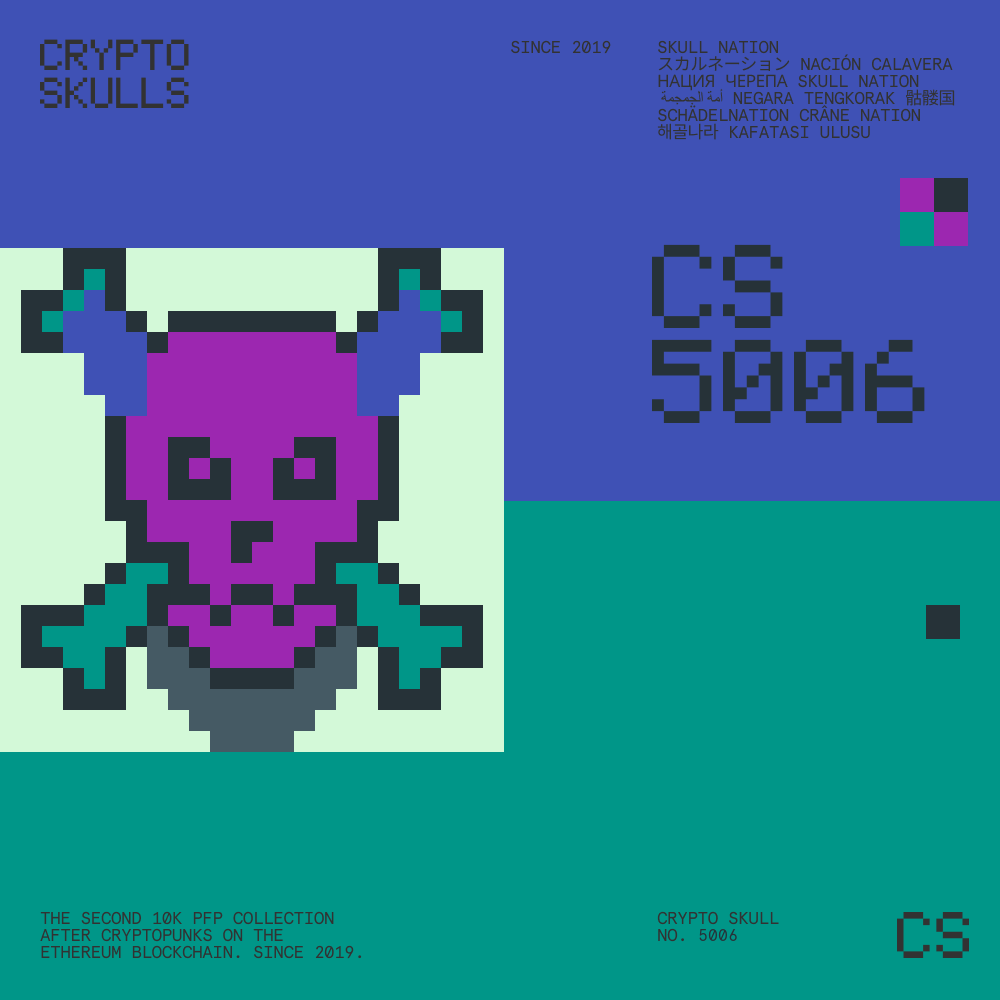 CRYPTO
SKULLS
SINCE 2019
SKULL NATION
スカルネーション NACIÓN CALAVERA
НАЦИЯ ЧЕРЕПА SKULL NATION
أمة الجمجمة NEGARA TENGKORAK 骷髅国
SCHÄDELNATION CRÂNE NATION
해골나라 KAFATASI ULUSU
CS
5006
THE SECOND 10K PFP COLLECTION
AFTER CRYPTOPUNKS ON THE
ETHEREUM BLOCKCHAIN. SINCE 2019.
CRYPTO SKULL
NO. 5006
CS